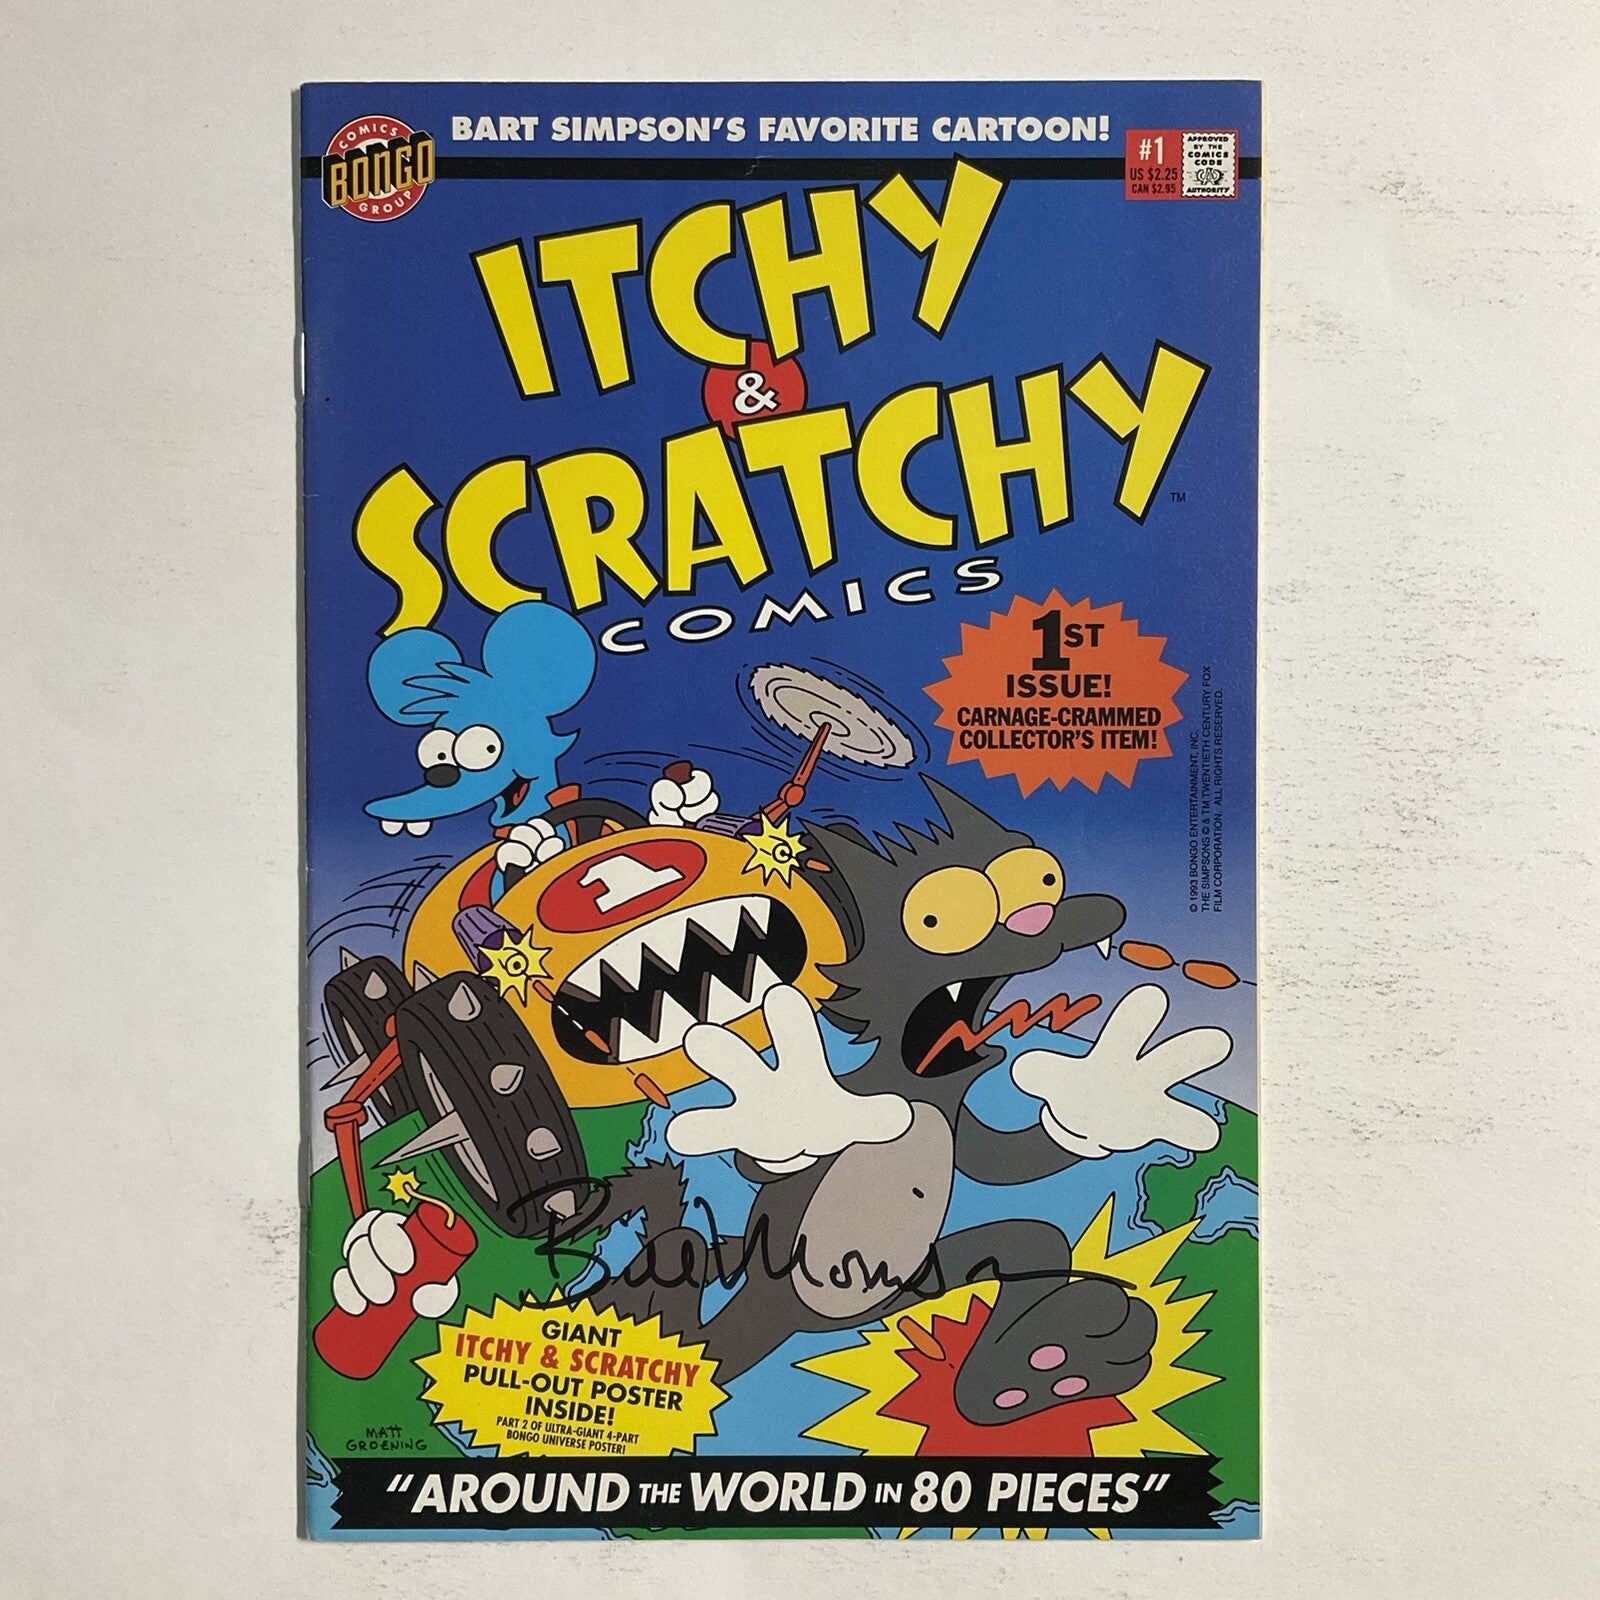 BART SIMPSON'S FAVORITE CARTOON!
COMICS
BONGO
GROUP
#1
US $2.25
CAN $2.95
APPROVED
BY THE
COMICS
CODE
AUTHORITY
ITCHY
&
SCRATCHY
TM
COMICS
1ST
ISSUE!
CARNAGE-CRAMMED
COLLECTOR'S ITEM!
© 1993 BONGO ENTERTAINMENT, INC.
THE SIMPSONS © & TM TWENTIETH CENTURY FOX
FILM CORPORATION. ALL RIGHTS RESERVED.
1
Bill Morrison
GIANT
ITCHY & SCRATCHY
PULL-OUT POSTER
INSIDE!
PART 2 OF ULTRA-GIANT 4-PART
BONGO UNIVERSE POSTER!
MATT
GROENING
"AROUND THE WORLD IN 80 PIECES"